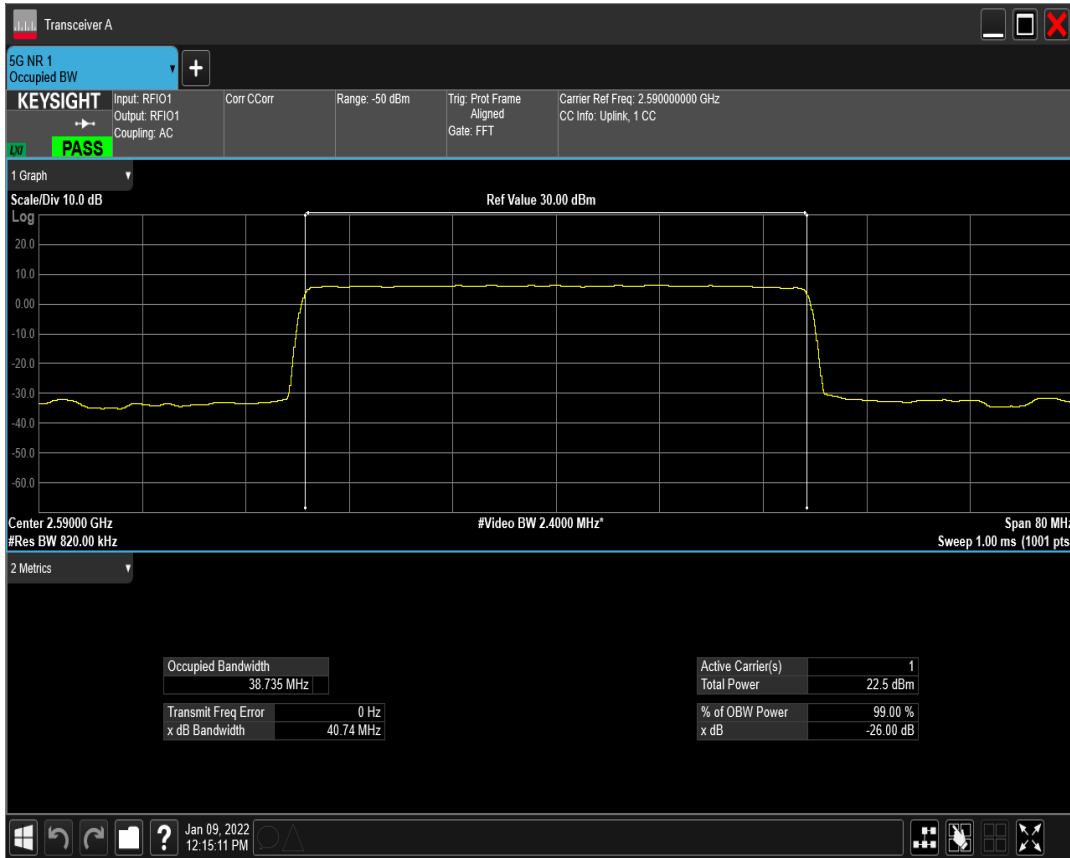 Transceiver A
5G NR 1
Occupied BW
KEYSIGHT
LXI
PASS
Input: RFIO1
Output: RFIO1
Coupling: AC
Corr CCorr
Range: -50 dBm
Trig: Prot Frame
Aligned
Gate: FFT
Carrier Ref Freq: 2.590000000 GHz
CC Info: Uplink, 1 CC
1 Graph
Scale/Div 10.0 dB
Ref Value 30.00 dBm
Log
20.0
10.0
0.00
-10.0
-20.0
-30.0
-40.0
-50.0
-60.0
Center 2.59000 GHz
#Video BW 2.4000 MHz*
Span 80 MHz
#Res BW 820.00 kHz
Sweep 1.00 ms (1001 pts
2 Metrics
Occupied Bandwidth
38.735 MHz
Transmit Freq Error 0 Hz
x dB Bandwidth 40.74 MHz
Active Carrier(s) 1
Total Power 22.5 dBm
% of OBW Power 99.00 %
x dB -26.00 dB
?
Jan 09, 2022
12:15:11 PM